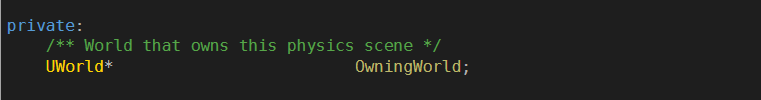 private:
/** World that owns this physics scene */
UWorld* OwningWorld;